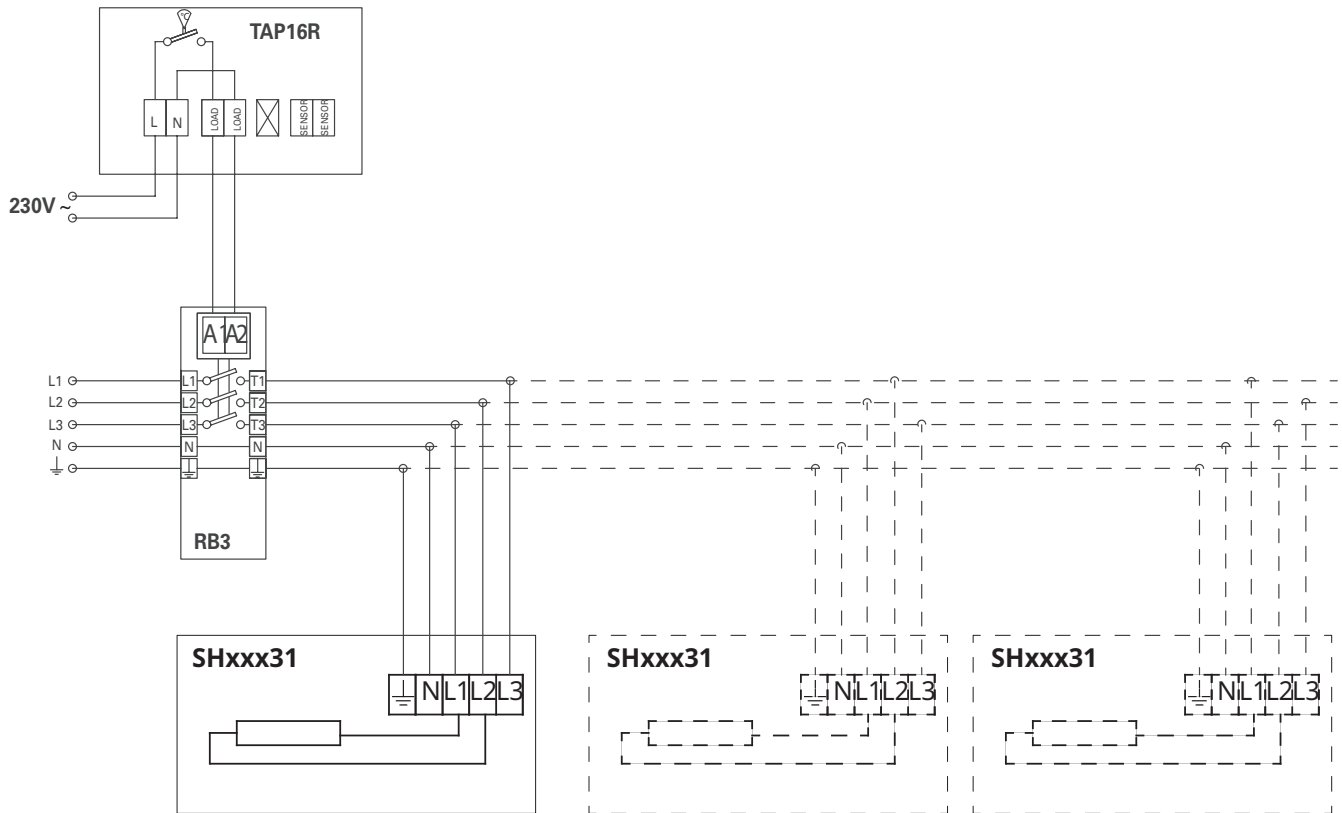 °C
TAP16R
L N LOAD LOAD SENSOR SENSOR
230V ~
A1 A2
L1 L1 T1
L2 L2 T2
L3 L3 T3
N N N
RB3
SHxxx31
N L1 L2 L3
SHxxx31
N L1 L2 L3
SHxxx31
N L1 L2 L3